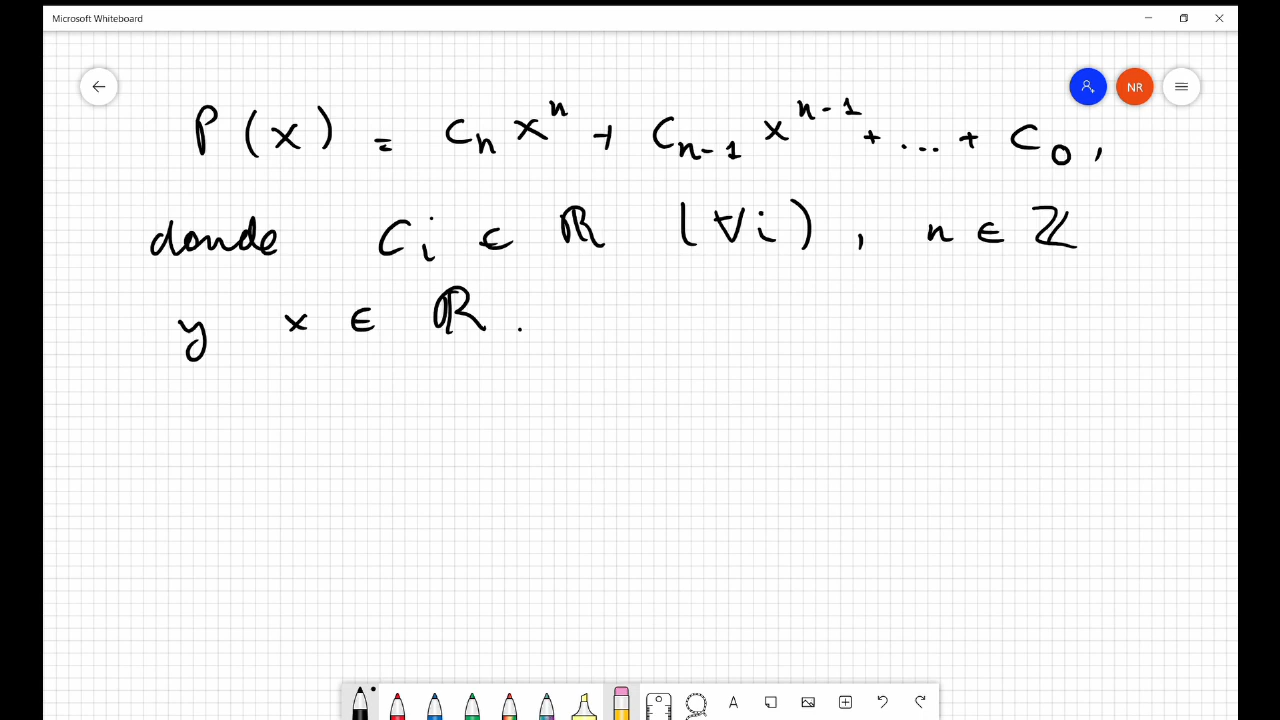 Microsoft Whiteboard
NR
P(x) = Cₙxⁿ + Cₙ₋₁xⁿ⁻¹ + ... + C₀,
donde Cᵢ ∈ ℝ (∀i), n ∈ ℤ
y x ∈ ℝ.
A